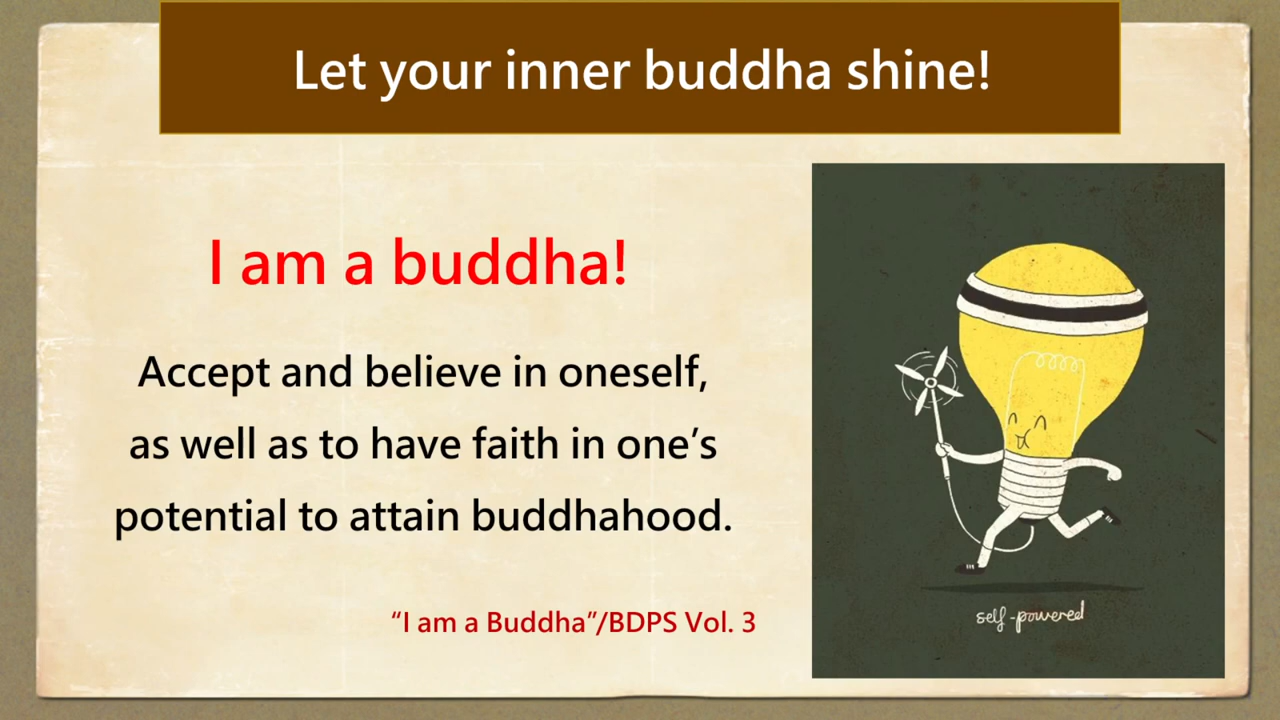 Let your inner buddha shine!
I am a buddha!
Accept and believe in oneself,
as well as to have faith in one’s
potential to attain buddhahood.
“I am a Buddha”/BDPS Vol. 3
self-powered